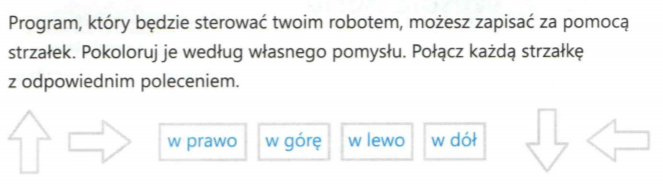 Program, który będzie sterować twoim robotem, możesz zapisać za pomocą
strzałek. Pokoloruj je według własnego pomysłu. Połącz każdą strzałkę
z odpowiednim poleceniem.
w prawo w górę w lewo w dół